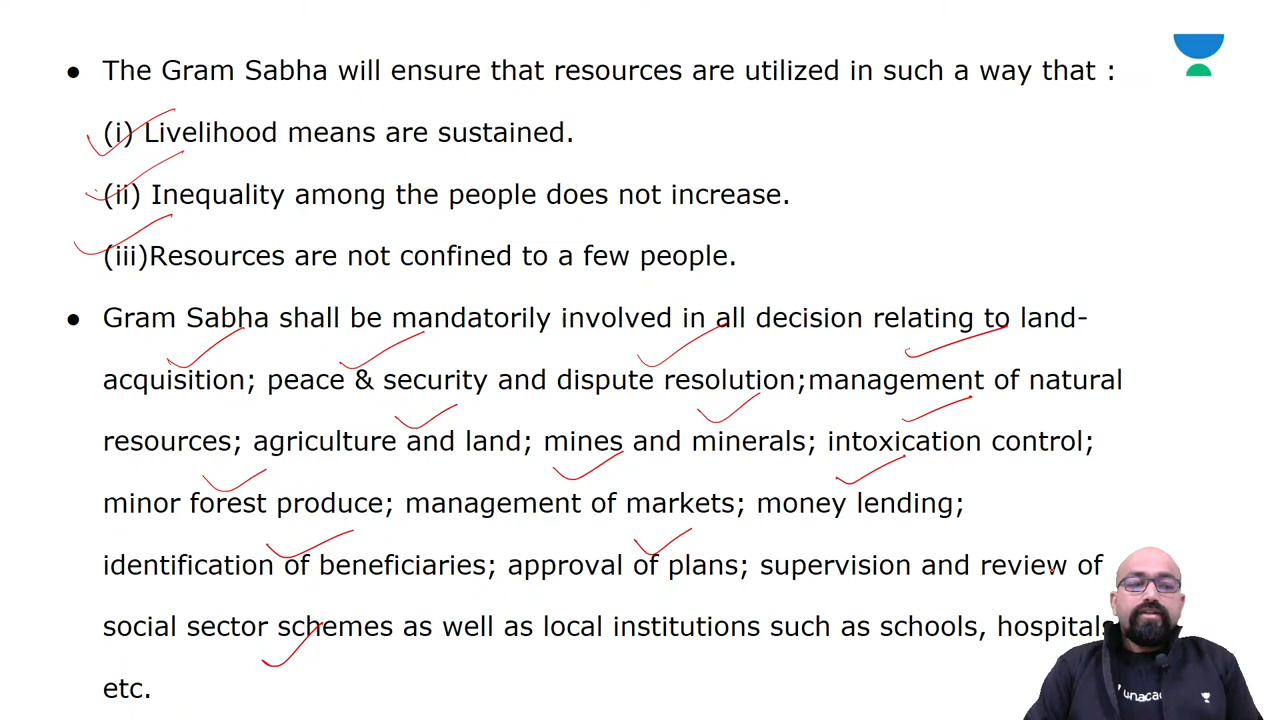 ● The Gram Sabha will ensure that resources are utilized in such a way that :
(i) Livelihood means are sustained.
(ii) Inequality among the people does not increase.
(iii)Resources are not confined to a few people.
● Gram Sabha shall be mandatorily involved in all decision relating to land-
acquisition; peace & security and dispute resolution;management of natural
resources; agriculture and land; mines and minerals; intoxication control;
minor forest produce; management of markets; money lending;
identification of beneficiaries; approval of plans; supervision and review of
social sector schemes as well as local institutions such as schools, hospitals
etc.